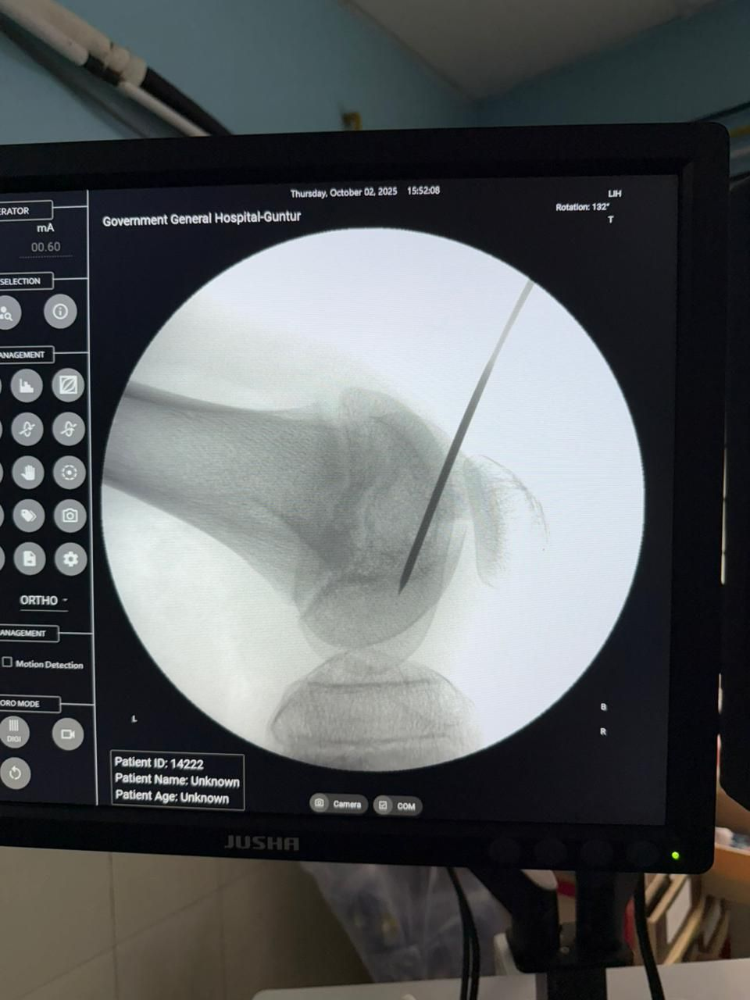 Thursday, October 02, 2025 15:52:08
LIH
Government General Hospital-Guntur
Rotation: 132°
T
ERATOR
mA
00.60
SELECTION
ANAGEMENT
ORTHO
ANAGEMENT
Motion Detection
ORO MODE
DIGI
L
B
R
Patient ID: 14222
Patient Name: Unknown
Patient Age: Unknown
Camera
COM
JUSHA